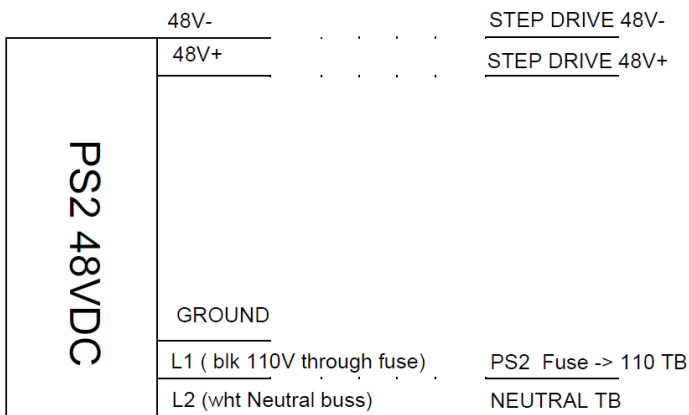 48V- STEP DRIVE 48V-
48V+ STEP DRIVE 48V+
PS2 48VDC
GROUND
L1 ( blk 110V through fuse) PS2 Fuse -> 110 TB
L2 (wht Neutral buss) NEUTRAL TB